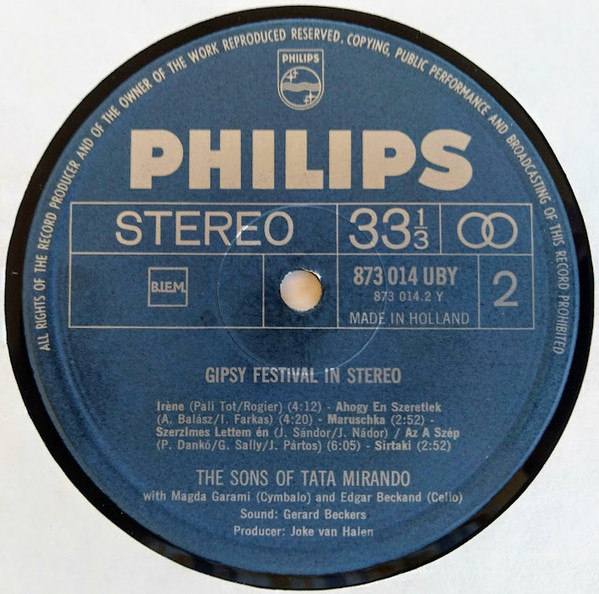 ALL RIGHTS OF THE RECORD PRODUCER AND OF THE OWNER OF THE WORK REPRODUCED RESERVED. COPYING, PUBLIC PERFORMANCE AND BROADCASTING OF THIS RECORD PROHIBITED
PHILIPS
PHILIPS
STEREO 33⅓
B.I.E.M. 873 014 UBY 2
873 014.2 Y
MADE IN HOLLAND
GIPSY FESTIVAL IN STEREO
Irène (Pali Tot/Rogier) (4:12) - Ahogy En Szeretlek
(A. Balász/I. Farkas) (4:20) - Maruschka (2:52) -
Szerzlmes Lettem én (J. Sándor/J. Nádor) / Az A Szép
(P. Dankó/G. Sally/J. Pártos) (6:05) - Sirtaki (2:52)
THE SONS OF TATA MIRANDO
with Magda Garami (Cymbalo) and Edgar Beckand (Cello)
Sound: Gerard Beckers
Producer: Joke van Halen